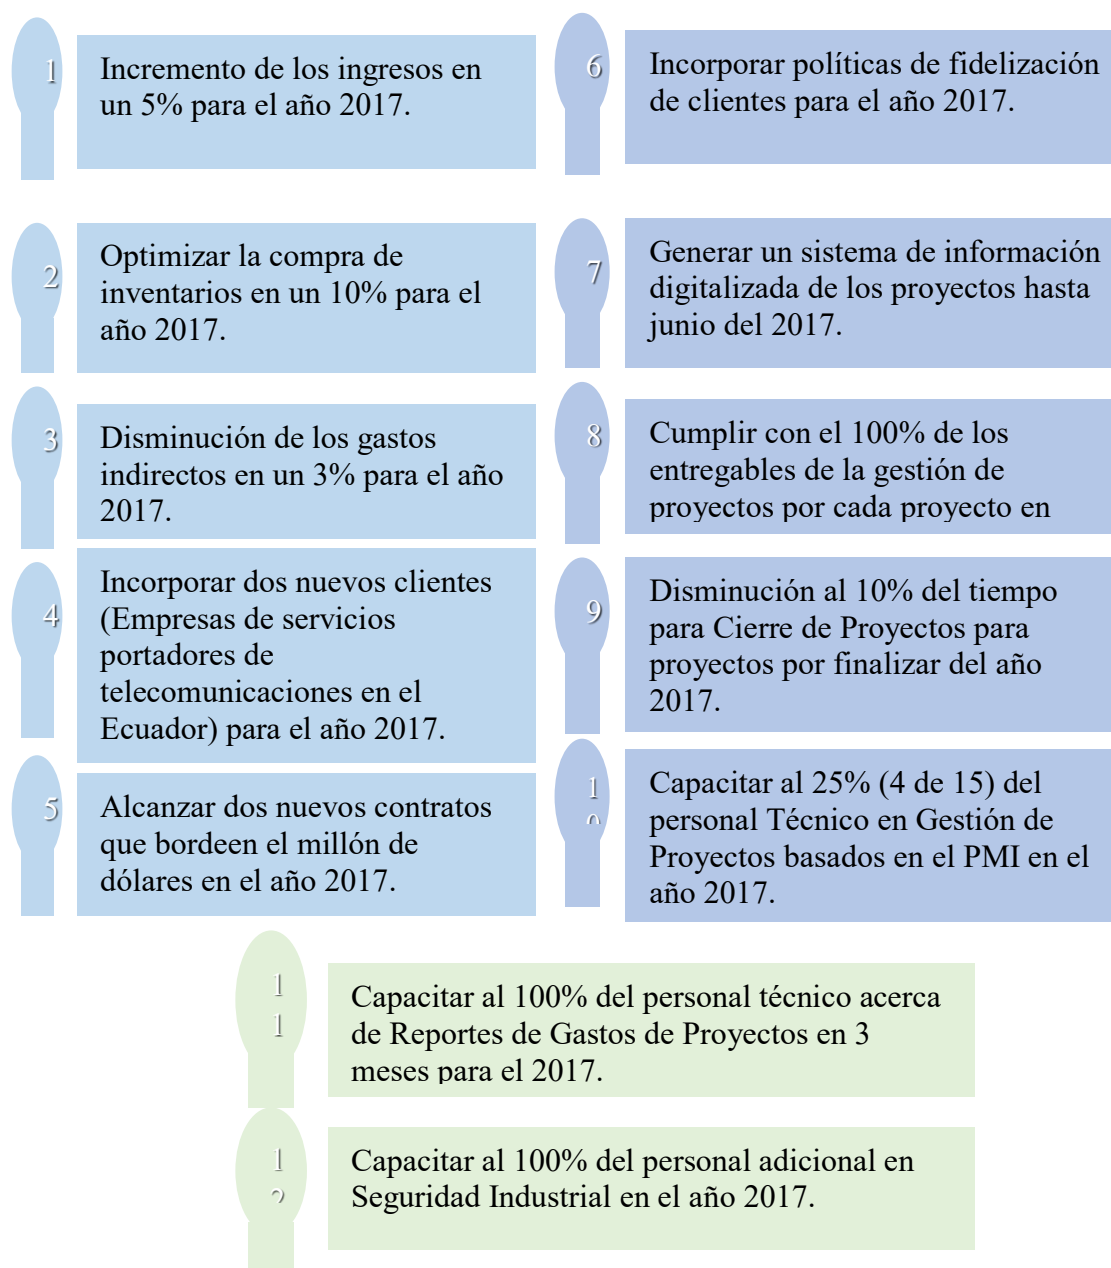 1
Incremento de los ingresos en
un 5% para el año 2017.
2
Optimizar la compra de
inventarios en un 10% para el
año 2017.
3
Disminución de los gastos
indirectos en un 3% para el año
2017.
4
Incorporar dos nuevos clientes
(Empresas de servicios
portadores de
telecomunicaciones en el
Ecuador) para el año 2017.
5
Alcanzar dos nuevos contratos
que bordeen el millón de
dólares en el año 2017.
6
Incorporar políticas de fidelización
de clientes para el año 2017.
7
Generar un sistema de información
digitalizada de los proyectos hasta
junio del 2017.
8
Cumplir con el 100% de los
entregables de la gestión de
proyectos por cada proyecto en
9
Disminución al 10% del tiempo
para Cierre de Proyectos para
proyectos por finalizar del año
2017.
1
0
Capacitar al 25% (4 de 15) del
personal Técnico en Gestión de
Proyectos basados en el PMI en el
año 2017.
1
1
Capacitar al 100% del personal técnico acerca
de Reportes de Gastos de Proyectos en 3
meses para el 2017.
1
2
Capacitar al 100% del personal adicional en
Seguridad Industrial en el año 2017.